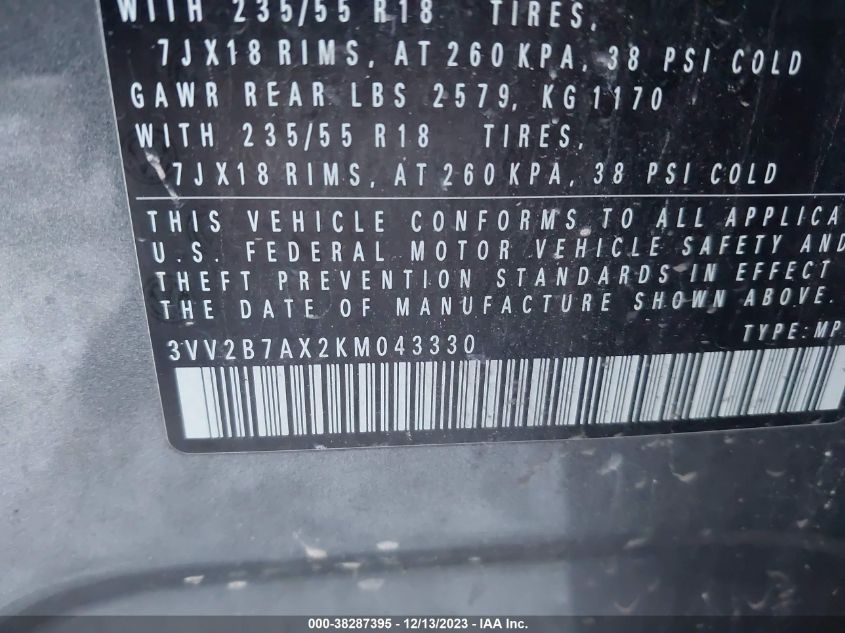 WITH 235/55 R18 TIRES,
7JX18 RIMS, AT 260 KPA, 38 PSI COLD
GAWR REAR LBS 2579, KG 1170
WITH 235/55 R18 TIRES,
7JX18 RIMS, AT 260 KPA, 38 PSI COLD
THIS VEHICLE CONFORMS TO ALL APPLICA
U.S. FEDERAL MOTOR VEHICLE SAFETY AND
THEFT PREVENTION STANDARDS IN EFFECT
THE DATE OF MANUFACTURE SHOWN ABOVE.
3VV2B7AX2KM043330 TYPE:MP
000-38287395 - 12/13/2023 - IAA Inc.